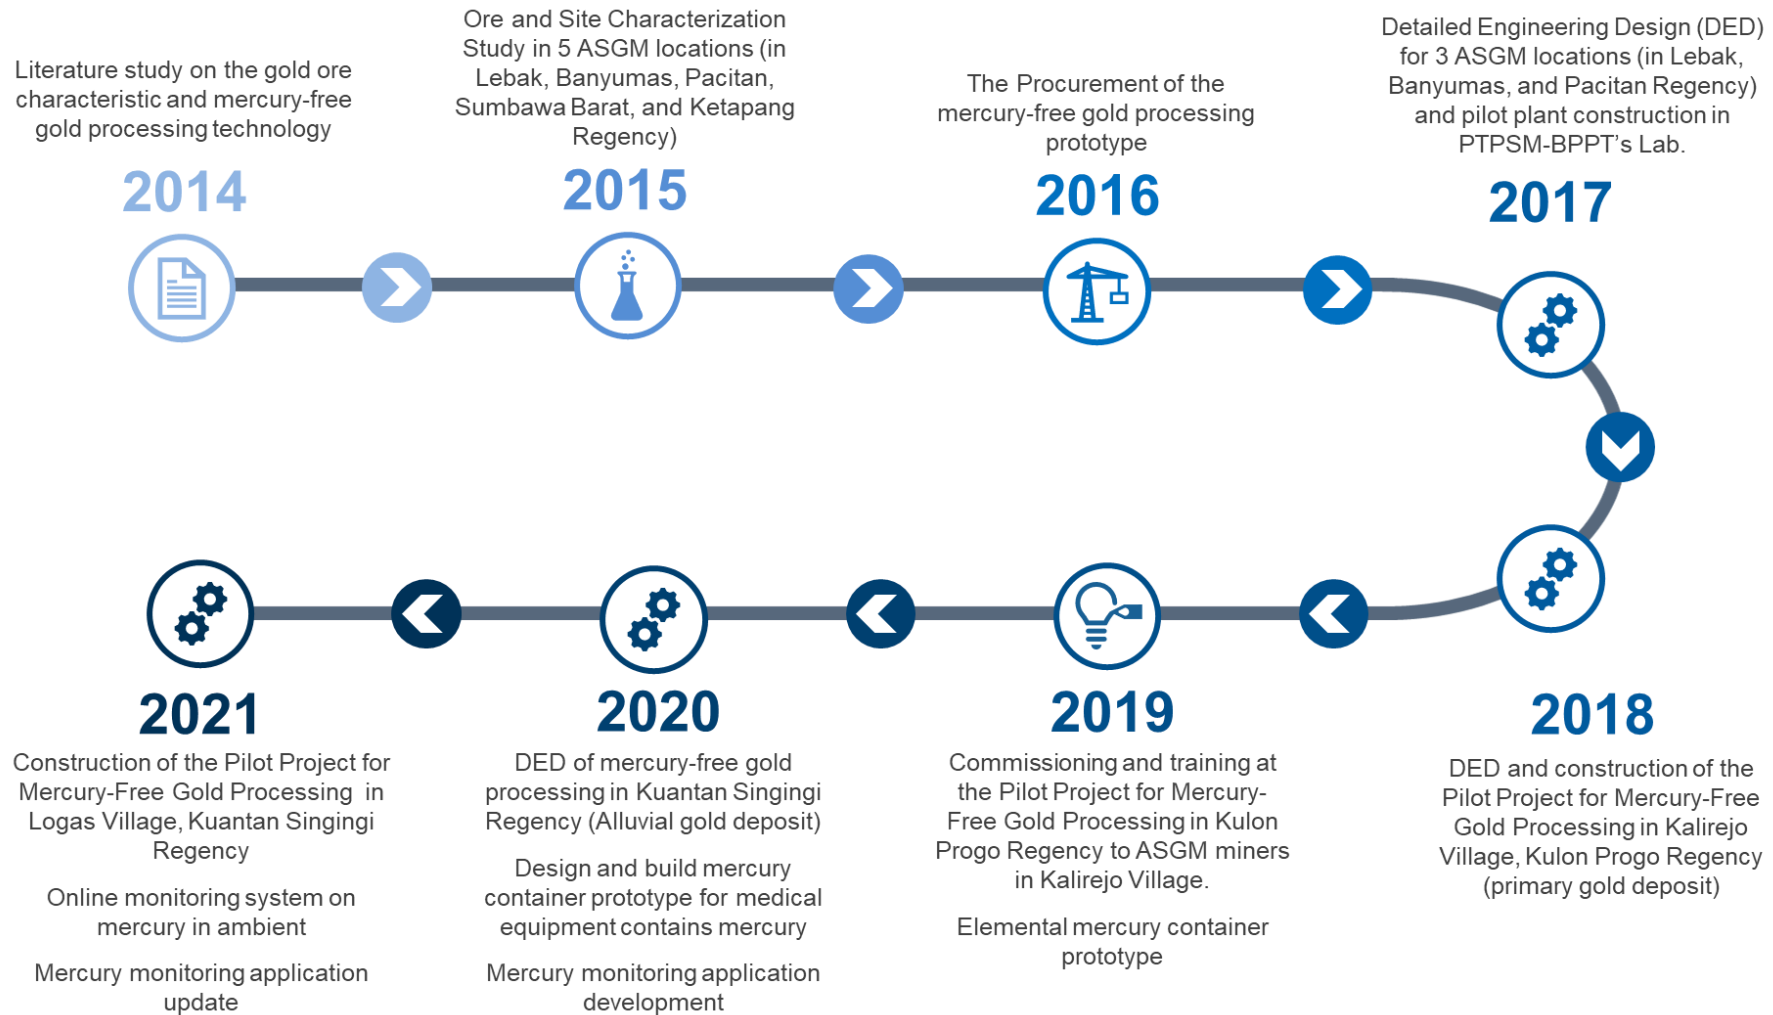 Literature study on the gold ore
characteristic and mercury-free
gold processing technology
2014
Ore and Site Characterization
Study in 5 ASGM locations (in
Lebak, Banyumas, Pacitan,
Sumbawa Barat, and Ketapang
Regency)
2015
The Procurement of the
mercury-free gold processing
prototype
2016
Detailed Engineering Design (DED)
for 3 ASGM locations (in Lebak,
Banyumas, and Pacitan Regency)
and pilot plant construction in
PTPSM-BPPT’s Lab.
2017
2018
DED and construction of the
Pilot Project for Mercury-Free
Gold Processing in Kalirejo
Village, Kulon Progo Regency
(primary gold deposit)
2019
Commissioning and training at
the Pilot Project for Mercury-
Free Gold Processing in Kulon
Progo Regency to ASGM miners
in Kalirejo Village.
Elemental mercury container
prototype
2020
DED of mercury-free gold
processing in Kuantan Singingi
Regency (Alluvial gold deposit)
Design and build mercury
container prototype for medical
equipment contains mercury
Mercury monitoring application
development
2021
Construction of the Pilot Project for
Mercury-Free Gold Processing in
Logas Village, Kuantan Singingi
Regency
Online monitoring system on
mercury in ambient
Mercury monitoring application
update